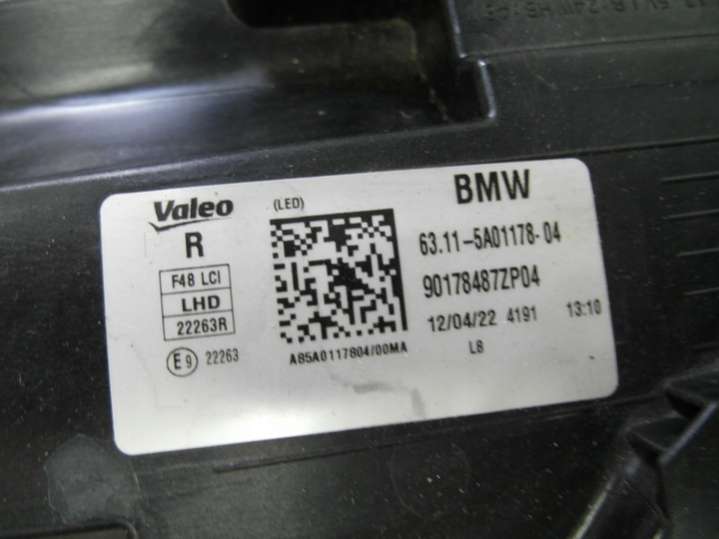 Valeo
(LED)
BMW
R
63.11-5A01178-04
F48 LCI
90178487ZP04
LHD
22263R
12/04/22 4191 13:10
E9 22263
A85A0117804/00MA
L8